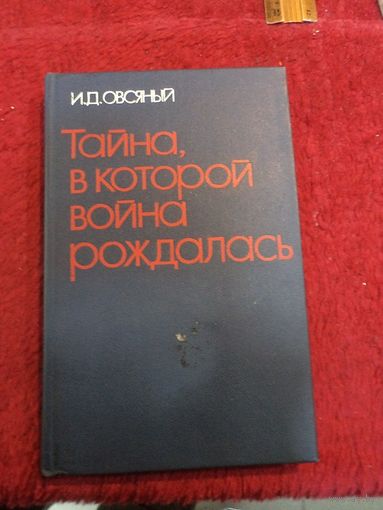 И.Д.ОВСЯНЫЙ
Тайна,
в которой
война
рождалась